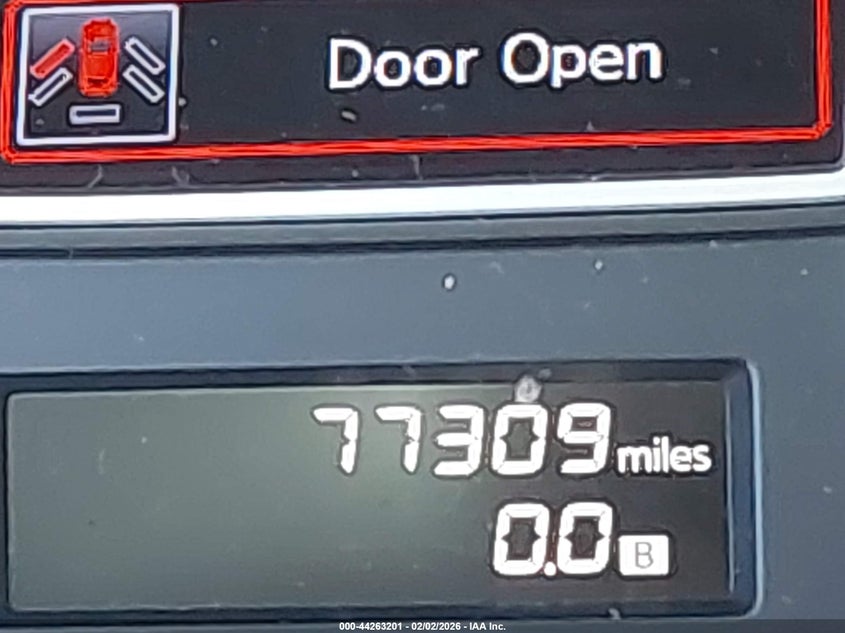 Door Open
77309 miles
0.0 B
000-44263201 - 02/02/2026 - IAA Inc.